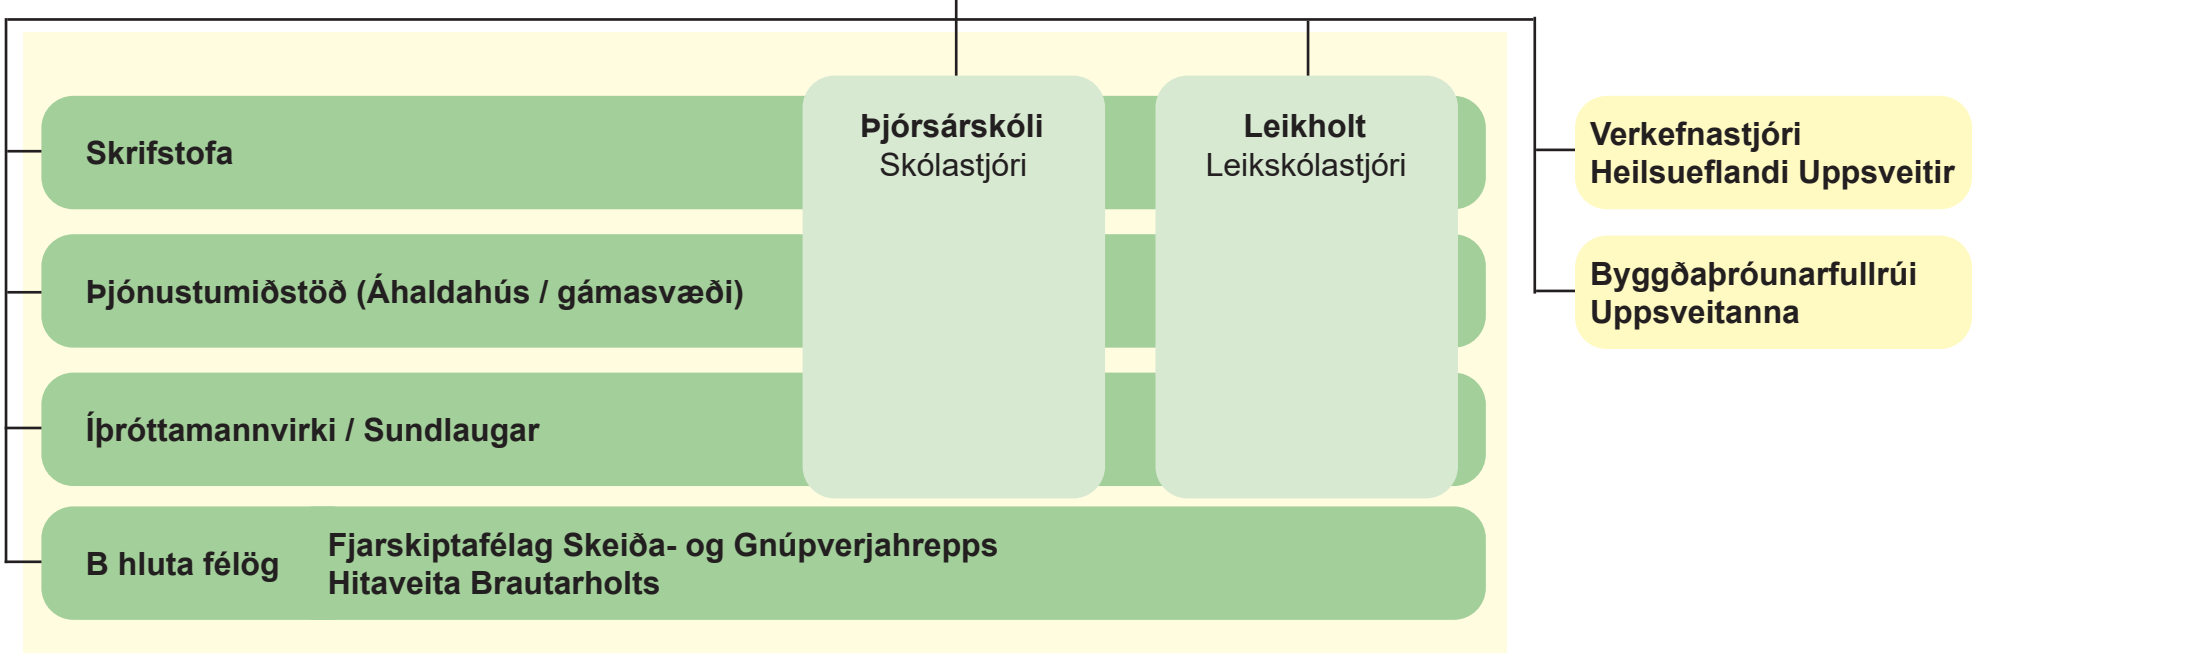 Skrifstofa
Þjónustumiðstöð (Áhaldahús / gámasvæði)
Íþróttamannvirki / Sundlaugar
B hluta félög
Fjarskiptafélag Skeiða- og Gnúpverjahrepps
Hitaveita Brautarholts
Þjórsárskóli
Skólastjóri
Leikholt
Leikskólastjóri
Verkefnastjóri
Heilsueflandi Uppsveitir
Byggðaþróunarfullrúi
Uppsveitanna